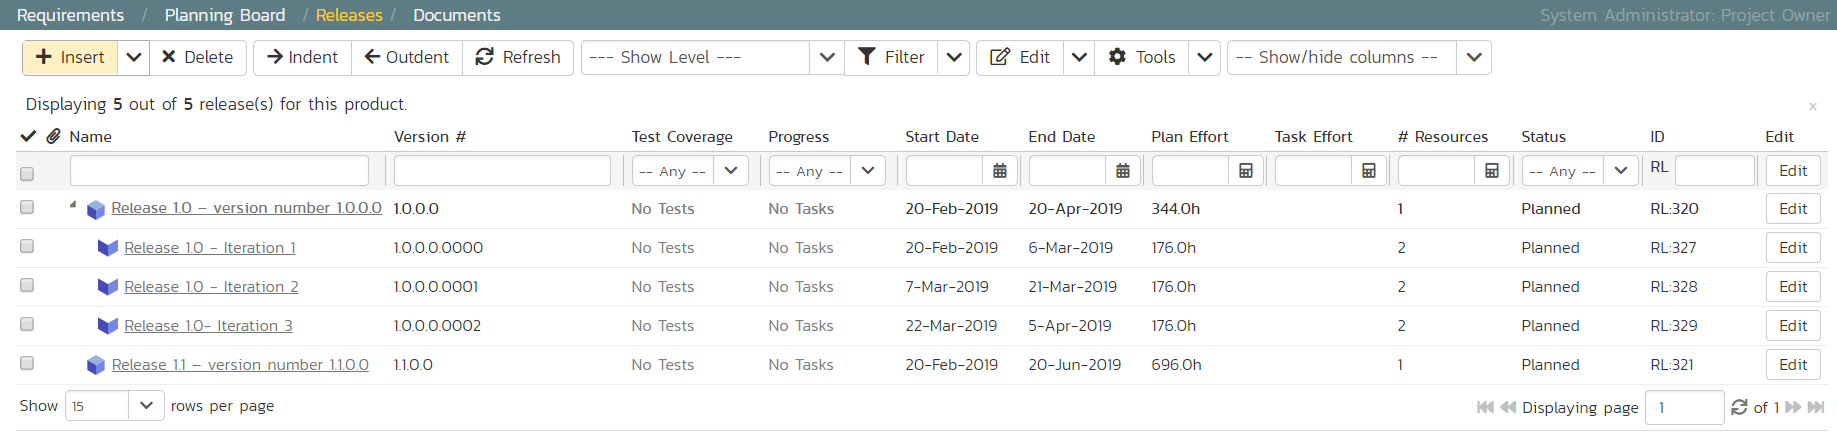 Requirements / Planning Board / Releases / Documents System Administrator: Project Owner
Insert Delete Indent Outdent Refresh --- Show Level --- Filter Edit Tools -- Show/hide columns --
Displaying 5 out of 5 release(s) for this product. ×
Name Version # Test Coverage Progress Start Date End Date Plan Effort Task Effort # Resources Status ID Edit
-- Any -- -- Any -- -- Any -- RL Edit
Release 1.0 – version number 1.0.0.0 1.0.0.0 No Tests No Tasks 20-Feb-2019 20-Apr-2019 344.0h 1 Planned RL:320 Edit
Release 1.0 - Iteration 1 1.0.0.0.0000 No Tests No Tasks 20-Feb-2019 6-Mar-2019 176.0h 2 Planned RL:327 Edit
Release 1.0 - Iteration 2 1.0.0.0.0001 No Tests No Tasks 7-Mar-2019 21-Mar-2019 176.0h 2 Planned RL:328 Edit
Release 1.0- Iteration 3 1.0.0.0.0002 No Tests No Tasks 22-Mar-2019 5-Apr-2019 176.0h 2 Planned RL:329 Edit
Release 1.1 – version number 1.1.0.0 1.1.0.0 No Tests No Tasks 20-Feb-2019 20-Jun-2019 696.0h 1 Planned RL:321 Edit
Show 15 rows per page Displaying page 1 of 1